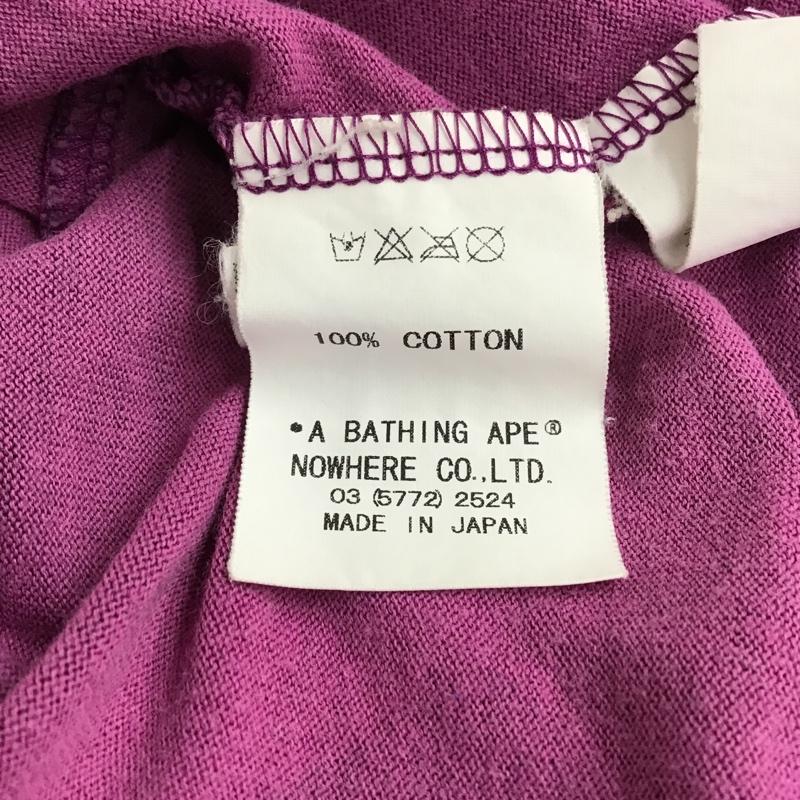 100% COTTON
•A BATHING APE®
NOWHERE CO.,LTD.
03 (5772) 2524
MADE IN JAPAN